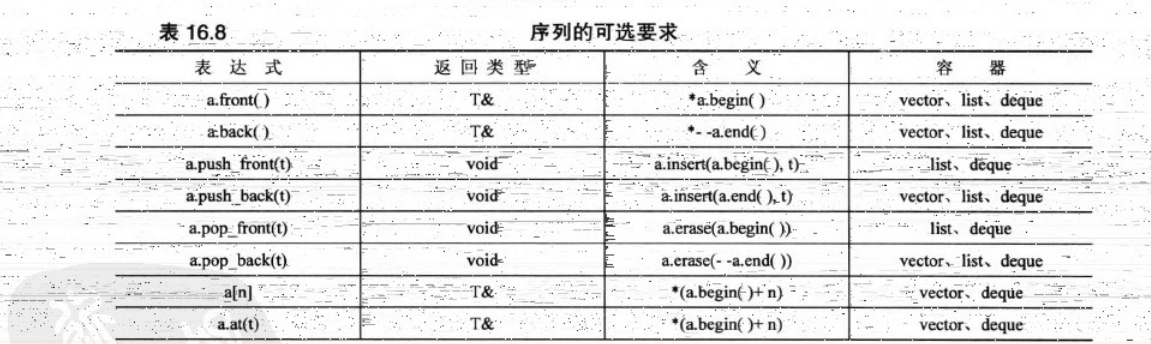 表 16.8 序列的可选要求
表 达 式 返 回 类 型 含 义 容 器
a.front( ) T& *a.begin( ) vector、list、deque
a.back( ) T& *- -a.end( ) vector、list、deque
a.push_front(t) void a.insert(a.begin( ), t) list、deque
a.push_back(t) void a.insert(a.end( ), t) vector、list、deque
a.pop_front(t) void a.erase(a.begin( )) list、deque
a.pop_back(t) void a.erase(- -a.end( )) vector、list、deque
a[n] T& *(a.begin( )+ n) vector、deque
a.at(t) T& *(a.begin( )+ n) vector、deque